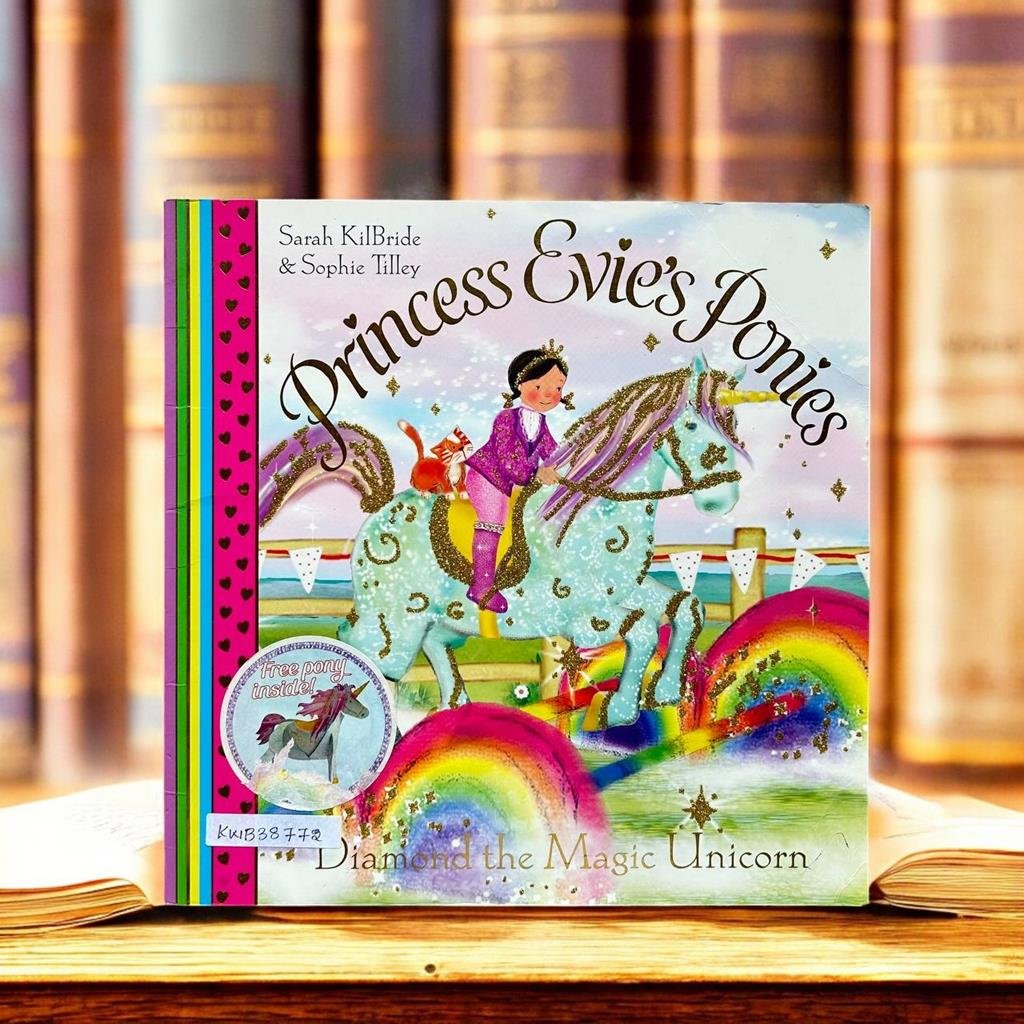 Sarah KilBride
& Sophie Tilley
Princess Evie's Ponies
Free pony
inside!
KWB38772
Diamond the Magic Unicorn